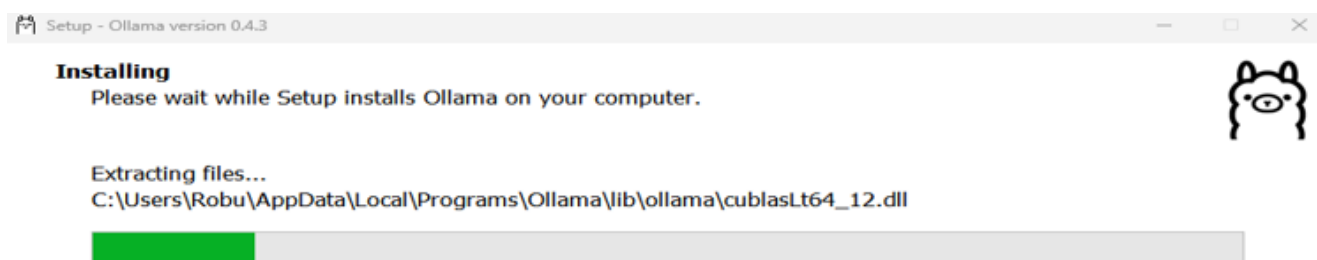 Setup - Ollama version 0.4.3
Installing
Please wait while Setup installs Ollama on your computer.
Extracting files...
C:\Users\Robu\AppData\Local\Programs\Ollama\lib\ollama\cublasLt64_12.dll